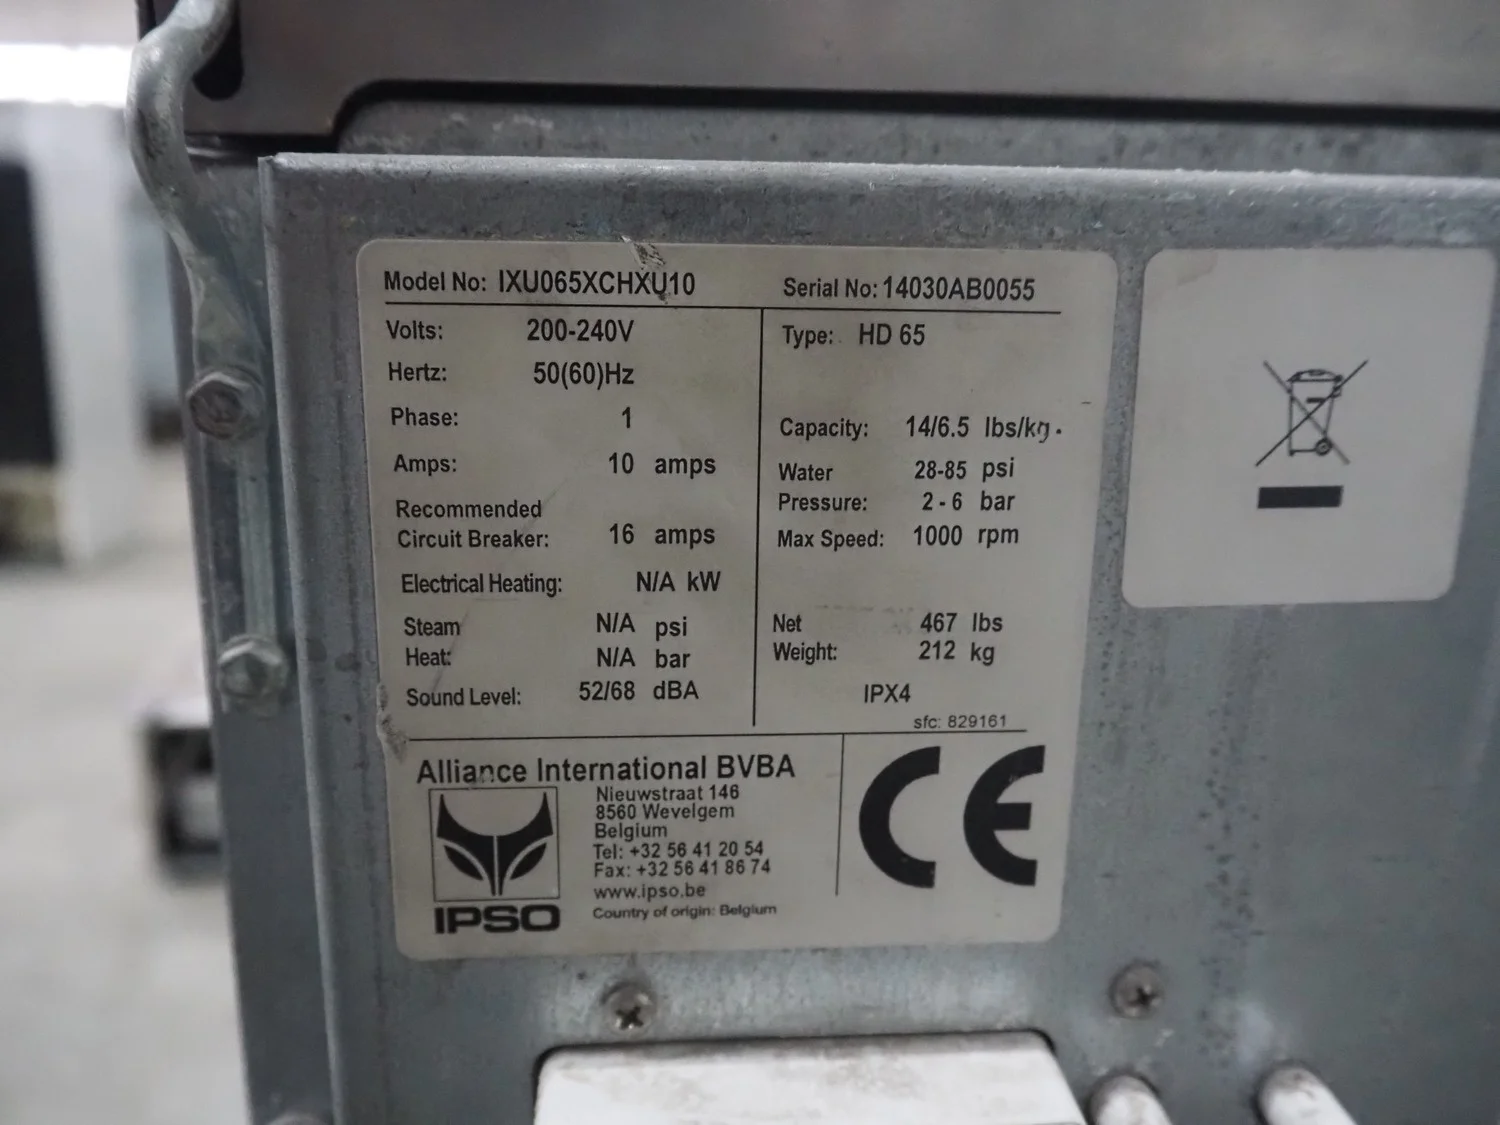 Model No: IXU065XCHXU10 Serial No: 14030AB0055
Volts: 200-240V
Hertz: 50(60)Hz
Phase: 1
Amps: 10 amps
Recommended
Circuit Breaker: 16 amps
Electrical Heating: N/A kW
Steam N/A psi
Heat: N/A bar
Sound Level: 52/68 dBA
Type: HD 65
Capacity: 14/6.5 lbs/kg
Water 28-85 psi
Pressure: 2 - 6 bar
Max Speed: 1000 rpm
Net 467 lbs
Weight: 212 kg
IPX4
sfc: 829161
Alliance International BVBA
Nieuwstraat 146
8560 Wevelgem
Belgium
Tel: +32 56 41 20 54
Fax: +32 56 41 86 74
www.ipso.be
Country of origin: Belgium
IPSO
CE